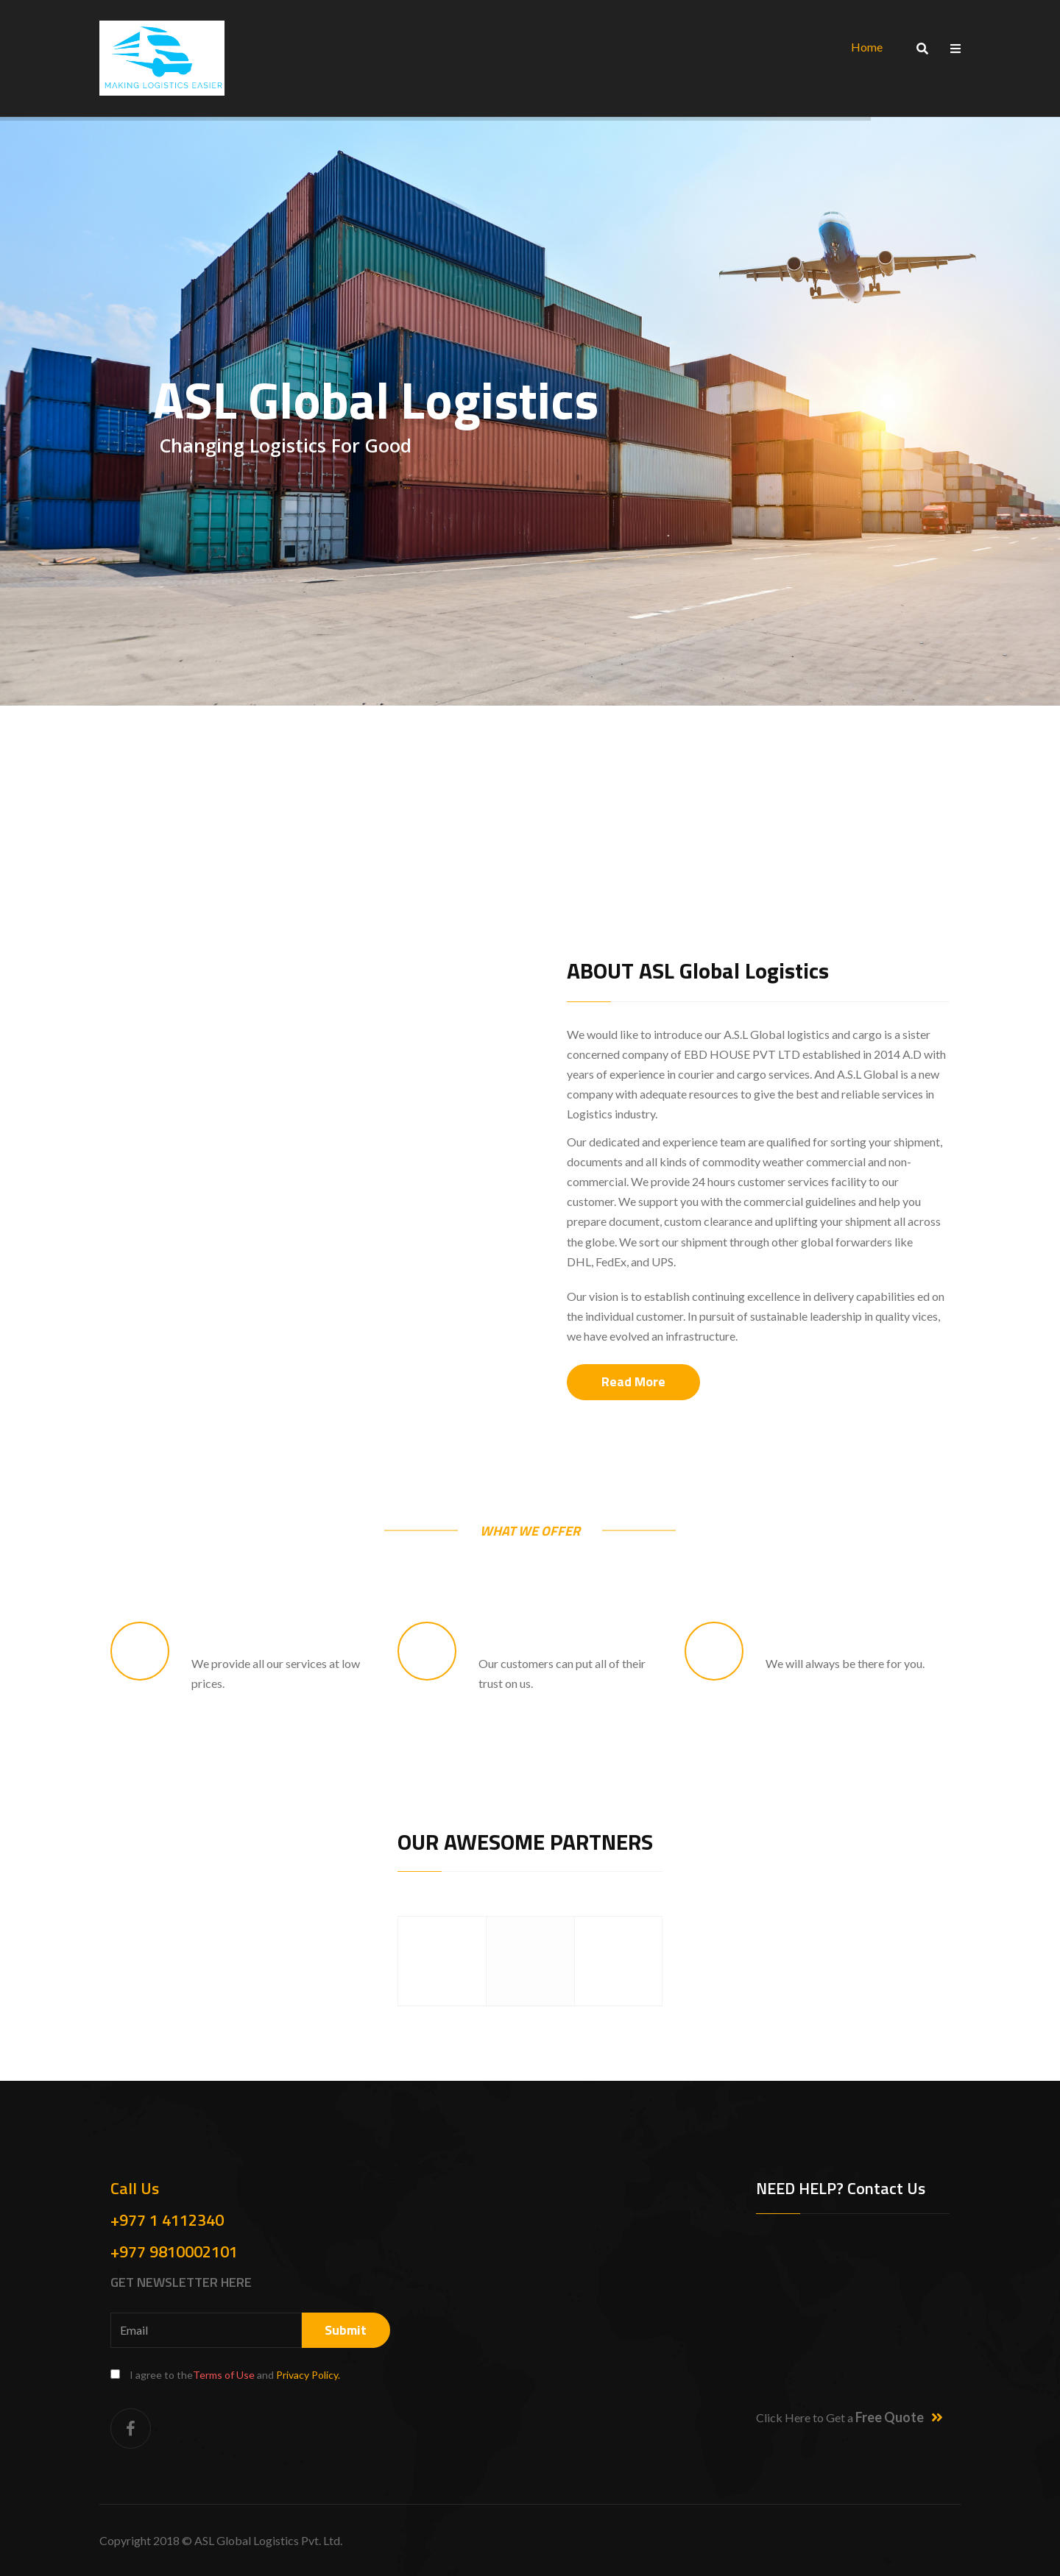 MAKING LOGISTICS EASIER
Home
ASL Global Logistics
Changing Logistics For Good
ABOUT ASL Global Logistics
We would like to introduce our A.S.L Global logistics and cargo is a sister
concerned company of EBD HOUSE PVT LTD established in 2014 A.D with
years of experience in courier and cargo services. And A.S.L Global is a new
company with adequate resources to give the best and reliable services in
Logistics industry.
Our dedicated and experience team are qualified for sorting your shipment,
documents and all kinds of commodity weather commercial and non-
commercial. We provide 24 hours customer services facility to our
customer. We support you with the commercial guidelines and help you
prepare document, custom clearance and uplifting your shipment all across
the globe. We sort our shipment through other global forwarders like
DHL, FedEx, and UPS.
Our vision is to establish continuing excellence in delivery capabilities ed on
the individual customer. In pursuit of sustainable leadership in quality vices,
we have evolved an infrastructure.
Read More
WHAT WE OFFER
We provide all our services at low
prices.
Our customers can put all of their
trust on us.
We will always be there for you.
OUR AWESOME PARTNERS
Call Us
+977 1 4112340
+977 9810002101
GET NEWSLETTER HERE
Email
Submit
I agree to theTerms of Use and Privacy Policy.
NEED HELP? Contact Us
Click Here to Get a Free Quote
Copyright 2018 © ASL Global Logistics Pvt. Ltd.